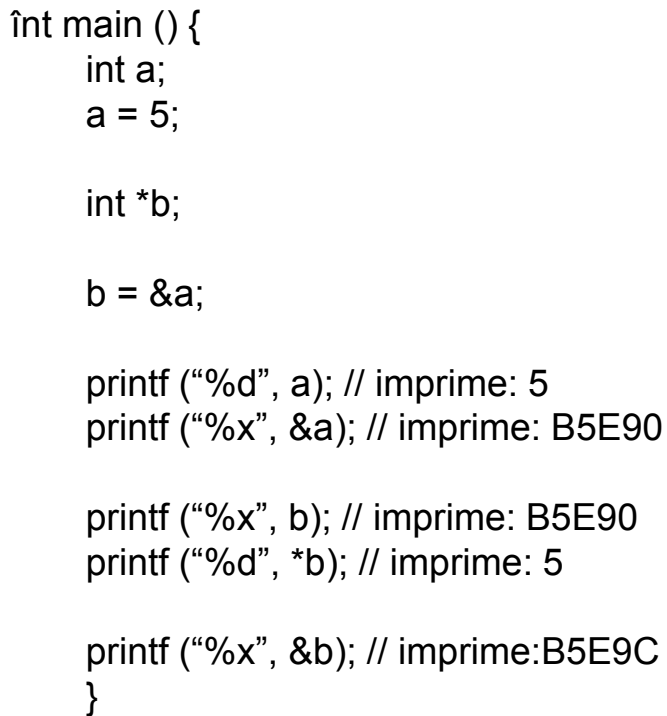 înt main () {
int a;
a = 5;
int *b;
b = &a;
printf (“%d”, a); // imprime: 5
printf (“%x”, &a); // imprime: B5E90
printf (“%x”, b); // imprime: B5E90
printf (“%d”, *b); // imprime: 5
printf (“%x”, &b); // imprime:B5E9C
}